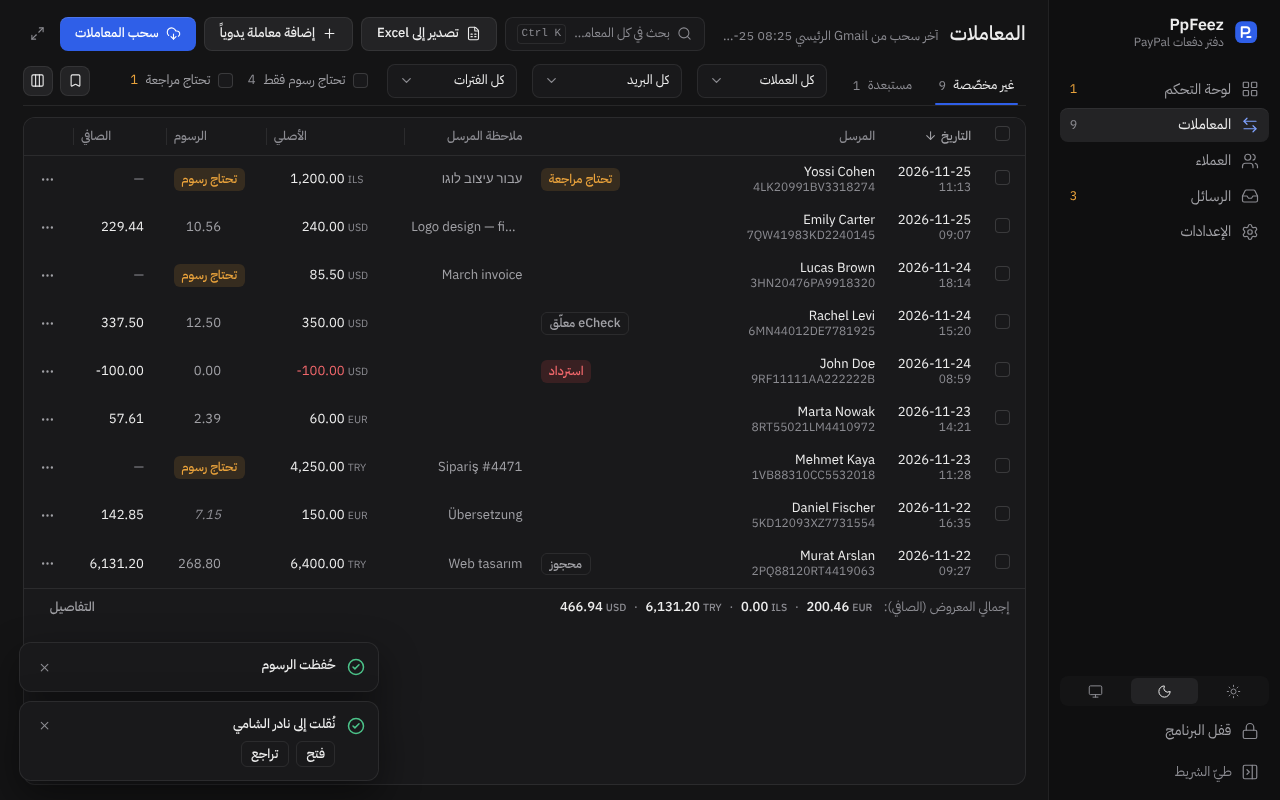 PpFeez
دفتر دفعات PayPal
لوحة التحكم 1
المعاملات 9
العملاء
الرسائل 3
الإعدادات
قفل البرنامج
طيّ الشريط
المعاملات
آخر سحب من Gmail الرئيسي 08:25 25-...
بحث في كل المعامـ... Ctrl K
تصدير إلى Excel
إضافة معاملة يدوياً
سحب المعاملات
غير مخصّصة 9
مستبعدة 1
كل العملات
كل البريد
كل الفترات
تحتاج رسوم فقط 4
تحتاج مراجعة 1
التاريخ المرسل ملاحظة المرسل الأصلي الرسوم الصافي
2026-11-25 Yossi Cohen تحتاج مراجعة עבור עיצוב לוגו 1,200.00 ILS تحتاج رسوم —
11:13 4LK20991BV3318274
2026-11-25 Emily Carter Logo design — fi... 240.00 USD 10.56 229.44
09:07 7QW41983KD2240145
2026-11-24 Lucas Brown March invoice 85.50 USD تحتاج رسوم —
18:14 3HN20476PA9918320
2026-11-24 Rachel Levi eCheck معلّق 350.00 USD 12.50 337.50
15:20 6MN44012DE7781925
2026-11-24 John Doe استرداد -100.00 USD 0.00 -100.00
08:59 9RF11111AA222222B
2026-11-23 Marta Nowak 60.00 EUR 2.39 57.61
14:21 8RT55021LM4410972
2026-11-23 Mehmet Kaya Sipariş #4471 4,250.00 TRY تحتاج رسوم —
11:28 1VB88310CC5532018
2026-11-22 Daniel Fischer Übersetzung 150.00 EUR 7.15 142.85
16:35 5KD12093XZ7731554
2026-11-22 Murat Arslan محجوز Web tasarım 6,400.00 TRY 268.80 6,131.20
09:27 2PQ88120RT4419063
إجمالي المعروض (الصافي): 200.46 EUR · 0.00 ILS · 6,131.20 TRY · 466.94 USD التفاصيل
حُفظت الرسوم
نُقلت إلى نادر الشامي
فتح تراجع